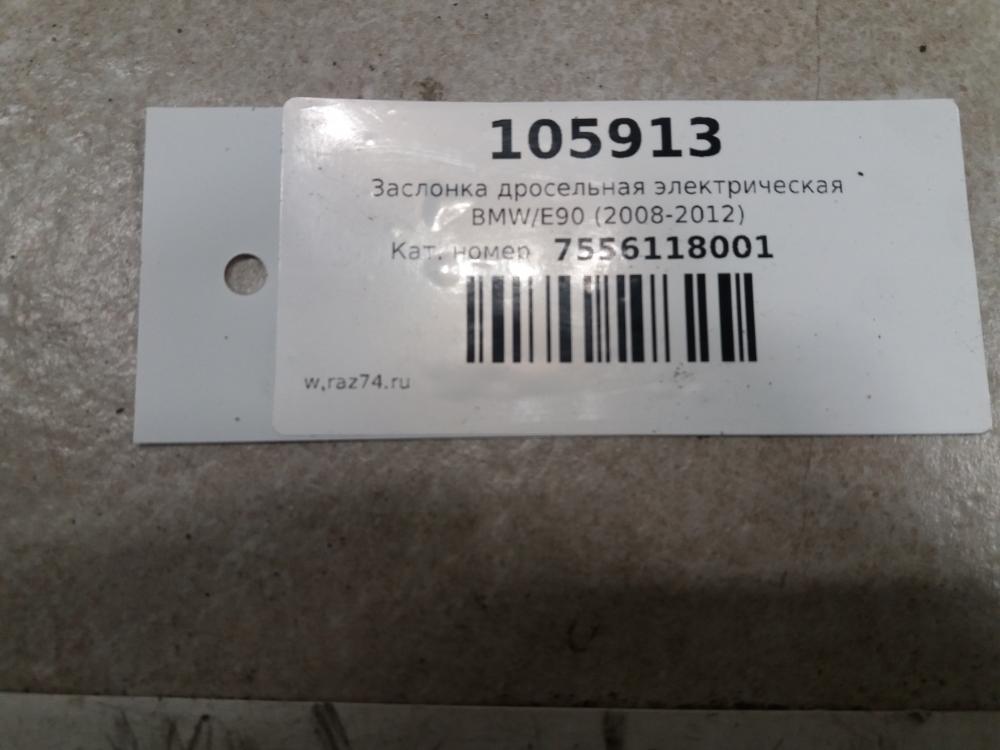 105913
Заслонка дросельная электрическая
BMW/E90 (2008-2012)
Кат. номер 7556118001
w,raz74.ru